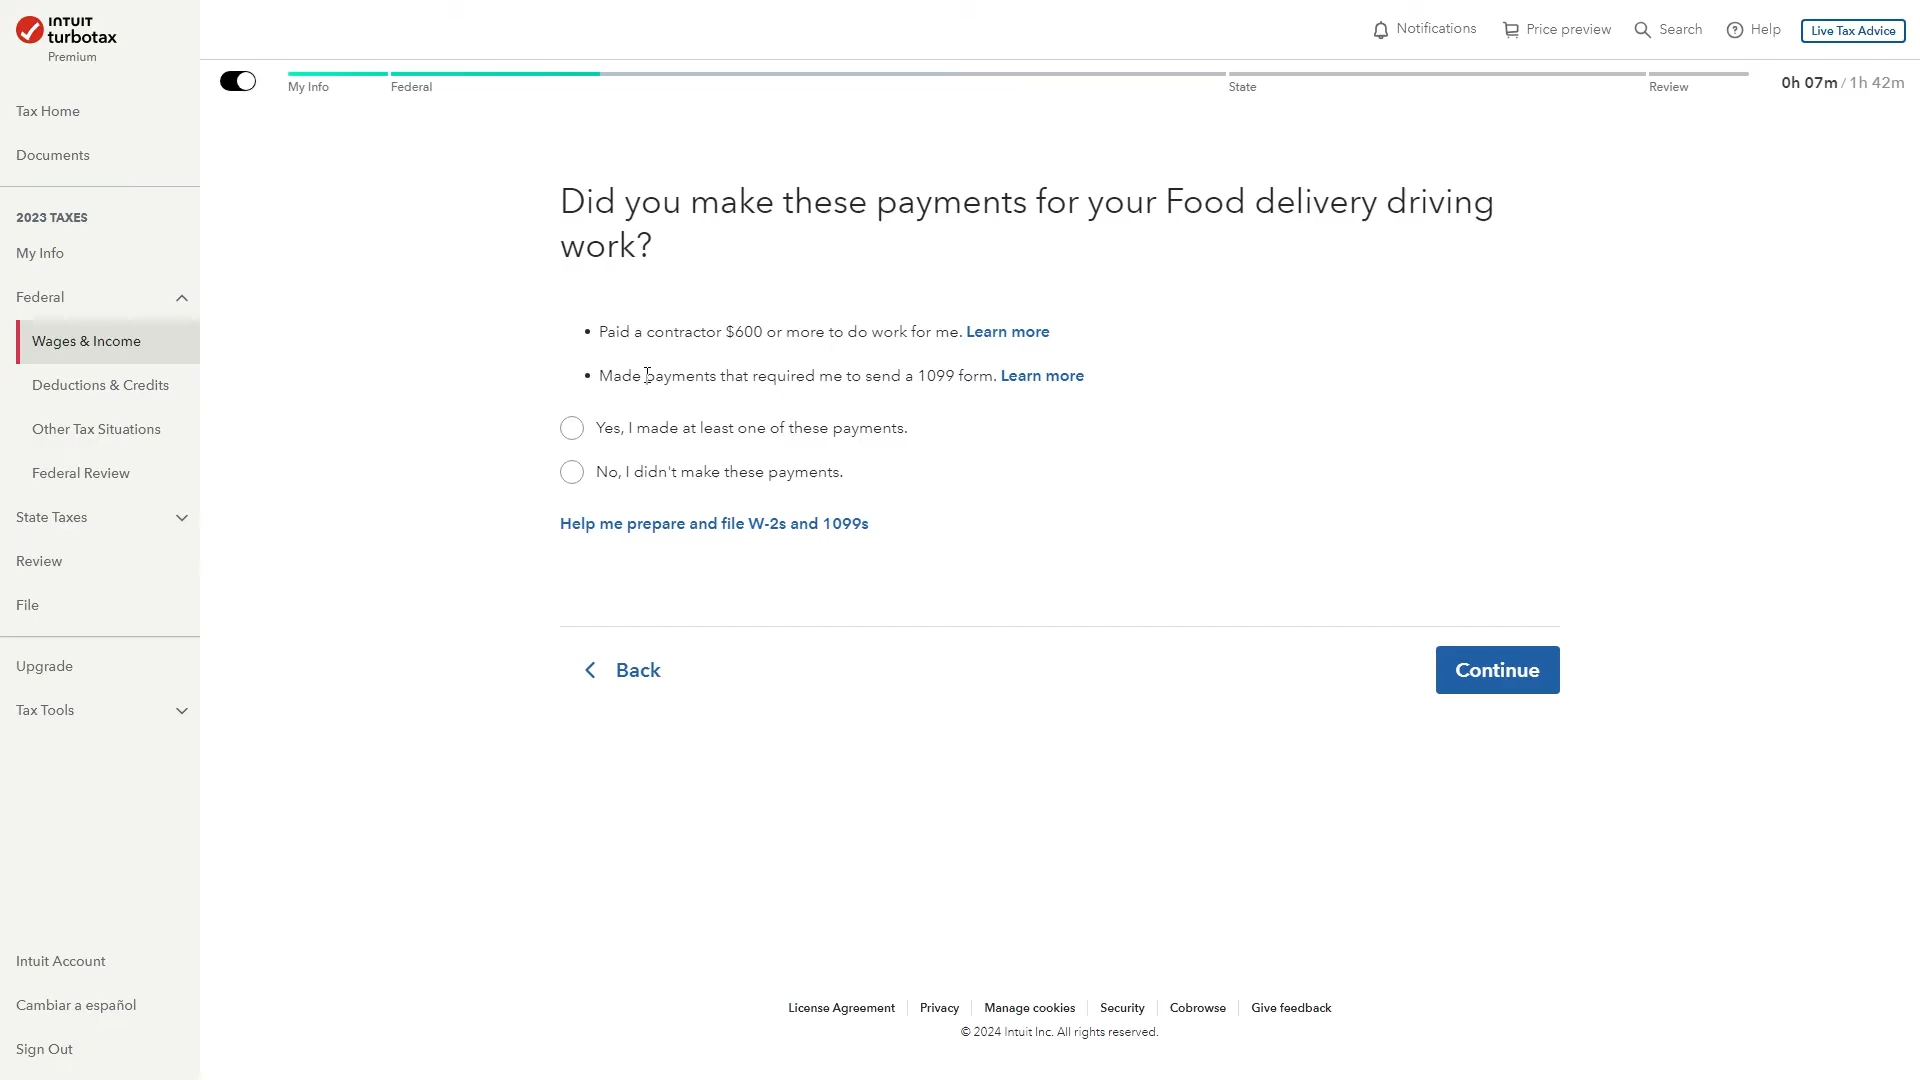 INTUIT
turbotax
Premium
Notifications
Price preview
Search
Help
Live Tax Advice
My Info
Federal
State
Review
0h 07m / 1h 42m
Tax Home
Documents
2023 TAXES
My Info
Federal
Wages & Income
Deductions & Credits
Other Tax Situations
Federal Review
State Taxes
Review
File
Upgrade
Tax Tools
Intuit Account
Cambiar a español
Sign Out
Did you make these payments for your Food delivery driving
work?
• Paid a contractor $600 or more to do work for me. Learn more
• Made payments that required me to send a 1099 form. Learn more
Yes, I made at least one of these payments.
No, I didn't make these payments.
Help me prepare and file W-2s and 1099s
Back
Continue
License Agreement
Privacy
Manage cookies
Security
Cobrowse
Give feedback
© 2024 Intuit Inc. All rights reserved.